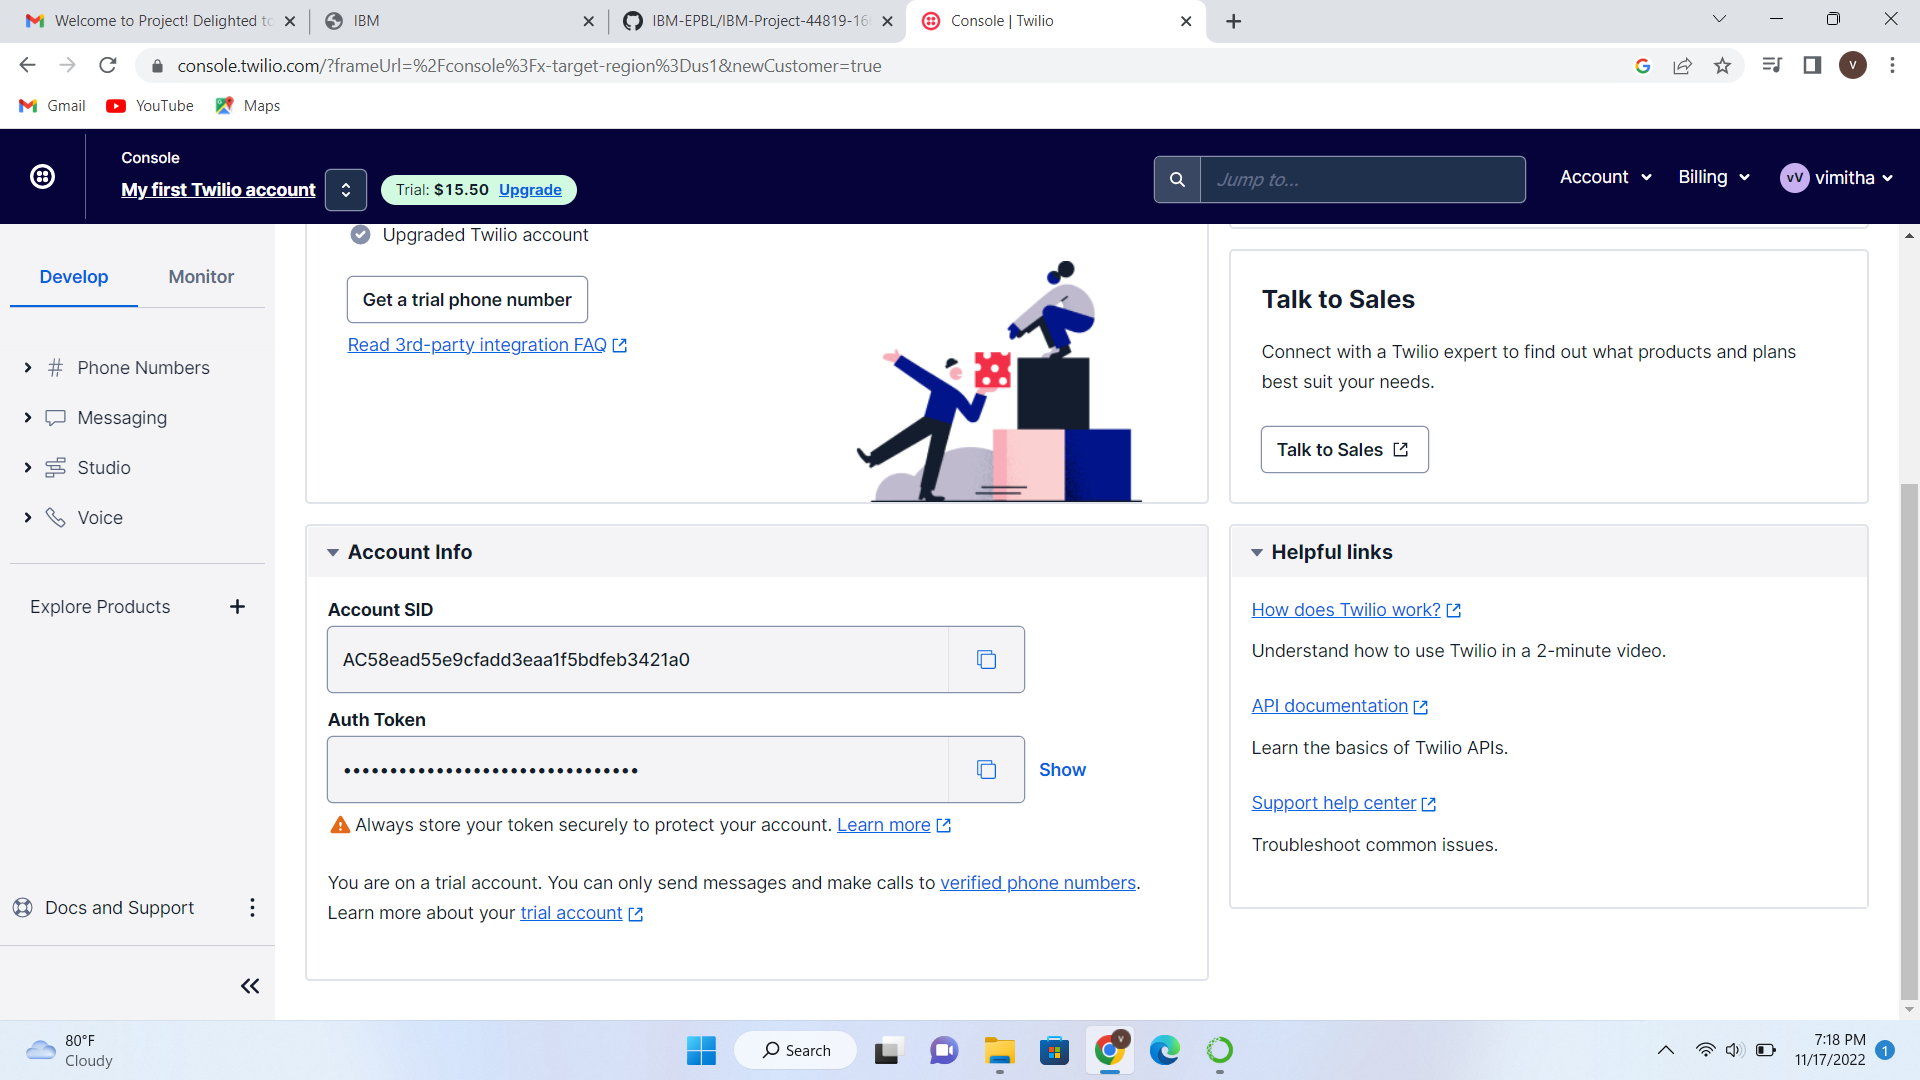 Welcome to Project! Delighted to
IBM
IBM-EPBL/IBM-Project-44819-16
Console | Twilio
console.twilio.com/?frameUrl=%2Fconsole%3Fx-target-region%3Dus1&newCustomer=true
V
Gmail
YouTube
Maps
Console
My first Twilio account
Trial: $15.50 Upgrade
Jump to...
Account
Billing
vV vimitha
Develop
Monitor
Phone Numbers
Messaging
Studio
Voice
Explore Products
Docs and Support
Upgraded Twilio account
Get a trial phone number
Read 3rd-party integration FAQ
Talk to Sales
Connect with a Twilio expert to find out what products and plans
best suit your needs.
Talk to Sales
Account Info
Account SID
AC58ead55e9cfadd3eaa1f5bdfeb3421a0
Auth Token
••••••••••••••••••••••••••••••••
Show
Always store your token securely to protect your account. Learn more
You are on a trial account. You can only send messages and make calls to verified phone numbers.
Learn more about your trial account
Helpful links
How does Twilio work?
Understand how to use Twilio in a 2-minute video.
API documentation
Learn the basics of Twilio APIs.
Support help center
Troubleshoot common issues.
80°F
Cloudy
Search
7:18 PM
11/17/2022
1